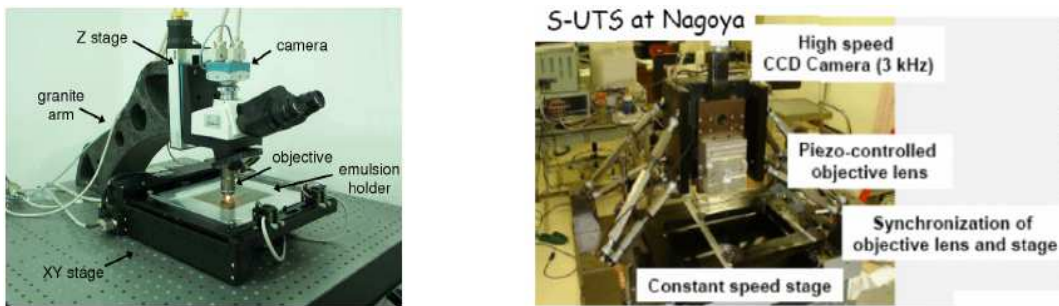 Z stage
camera
granite
arm
objective
emulsion
holder
XY stage
S-UTS at Nagoya
High speed
CCD Camera (3 kHz)
Piezo-controlled
objective lens
Synchronization of
objective lens and stage
Constant speed stage